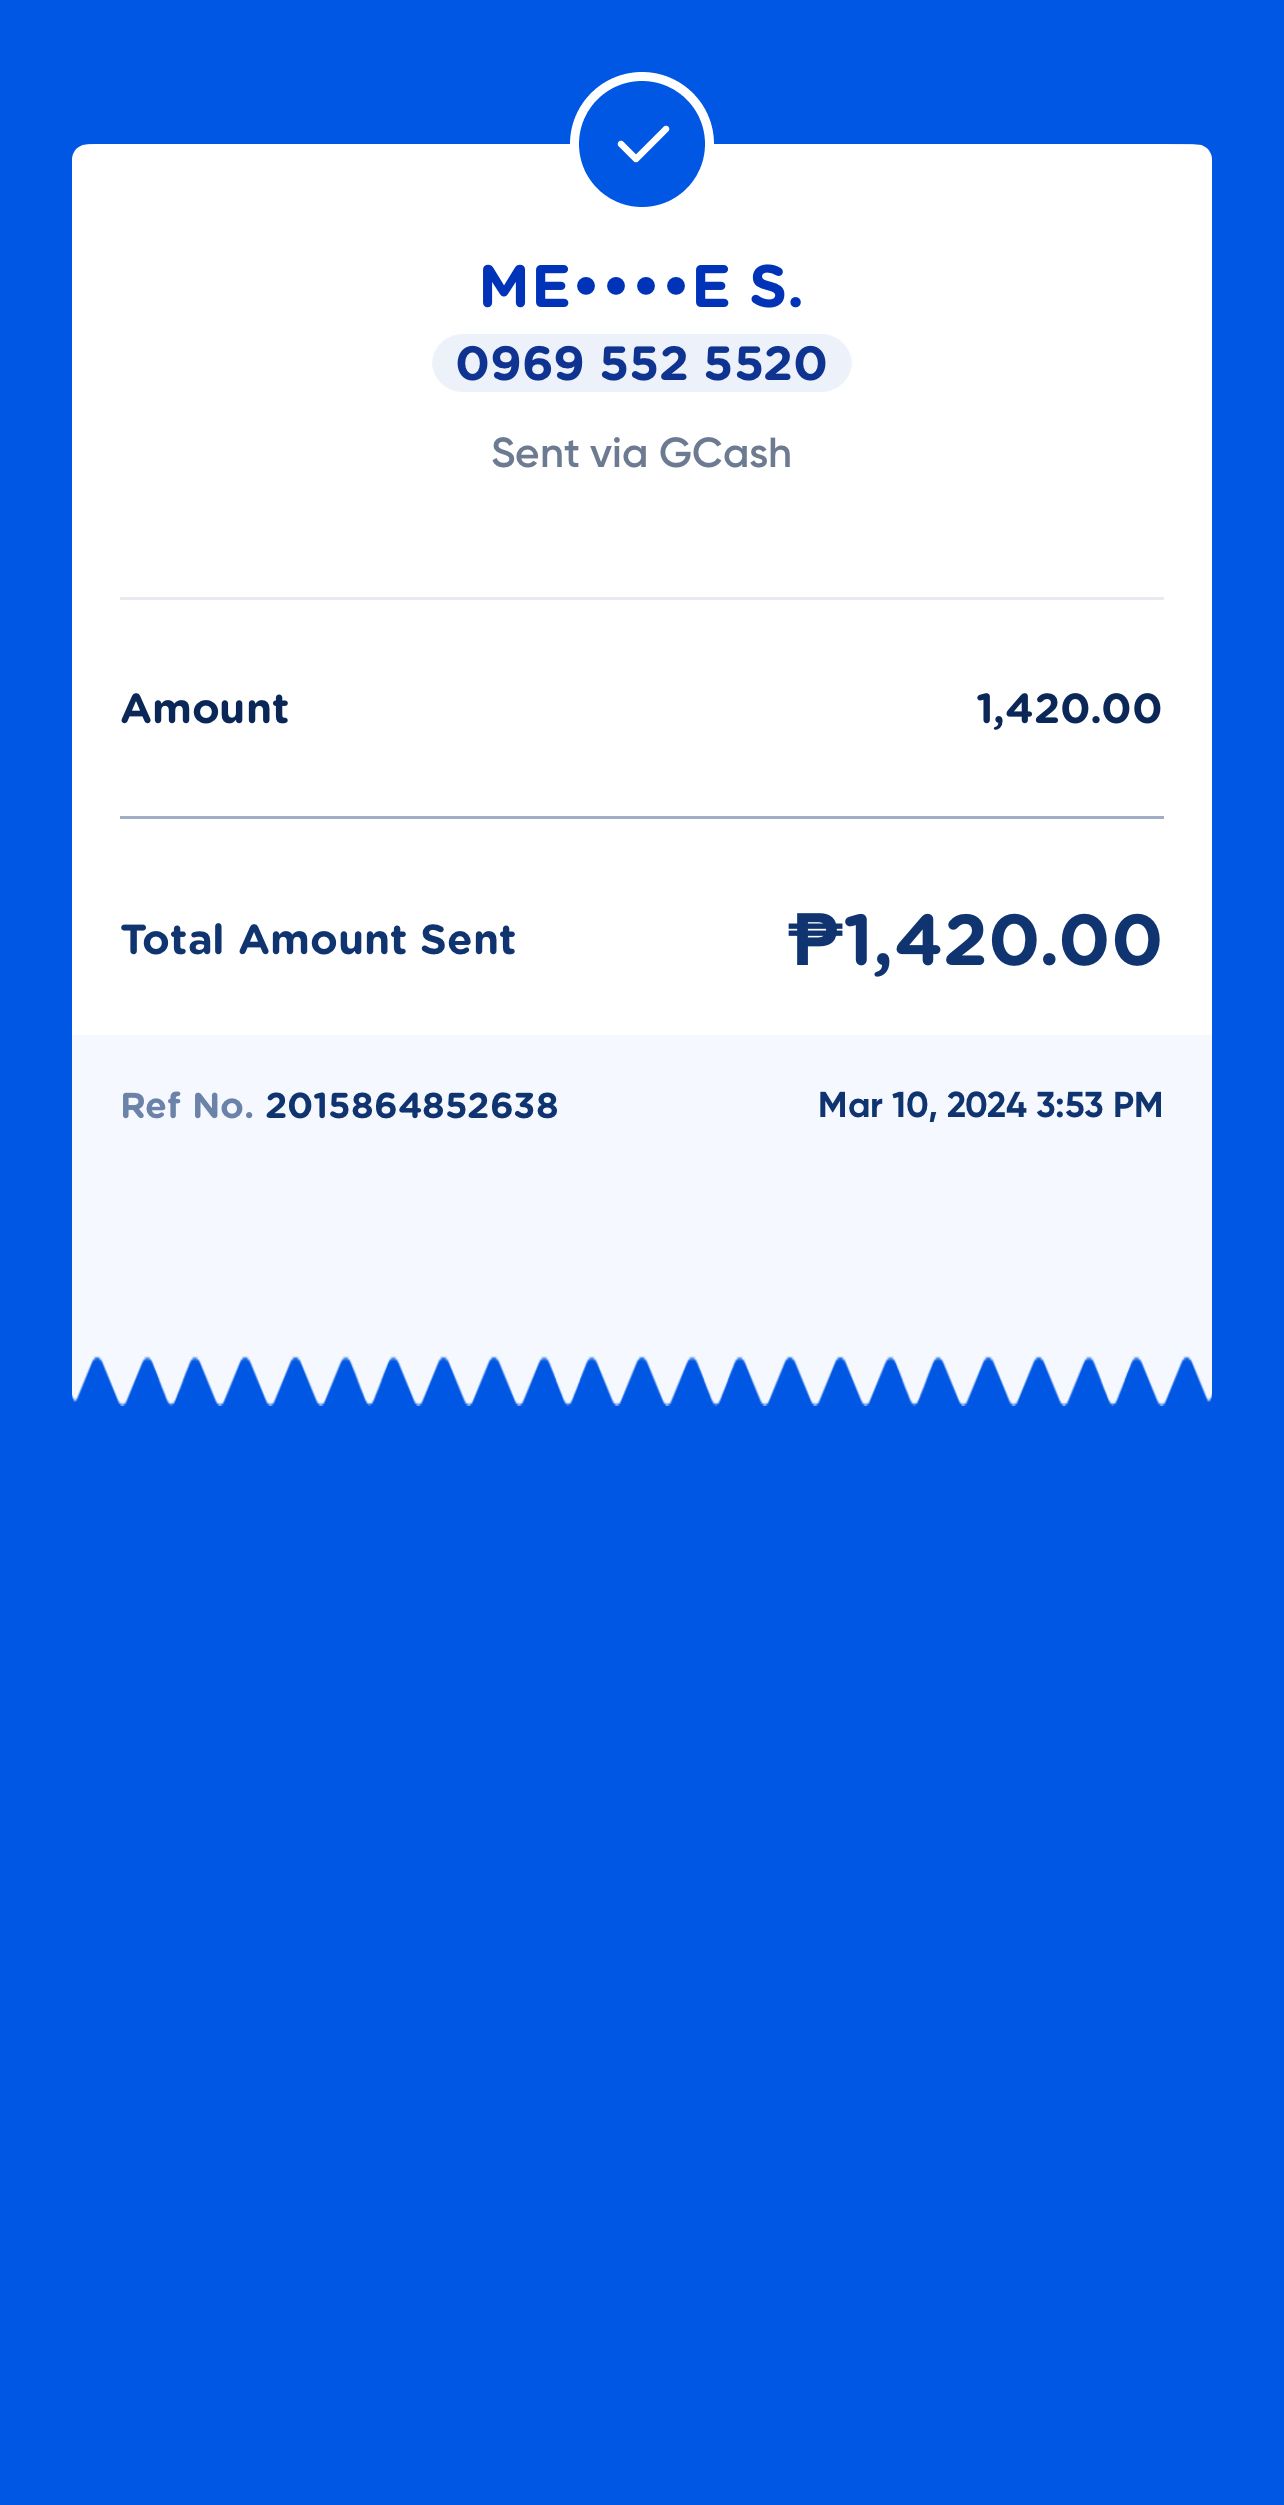 ME••••E S.
0969 552 5520
Sent via GCash
Amount 1,420.00
Total Amount Sent ₱1,420.00
Ref No. 2015864852638 Mar 10, 2024 3:53 PM